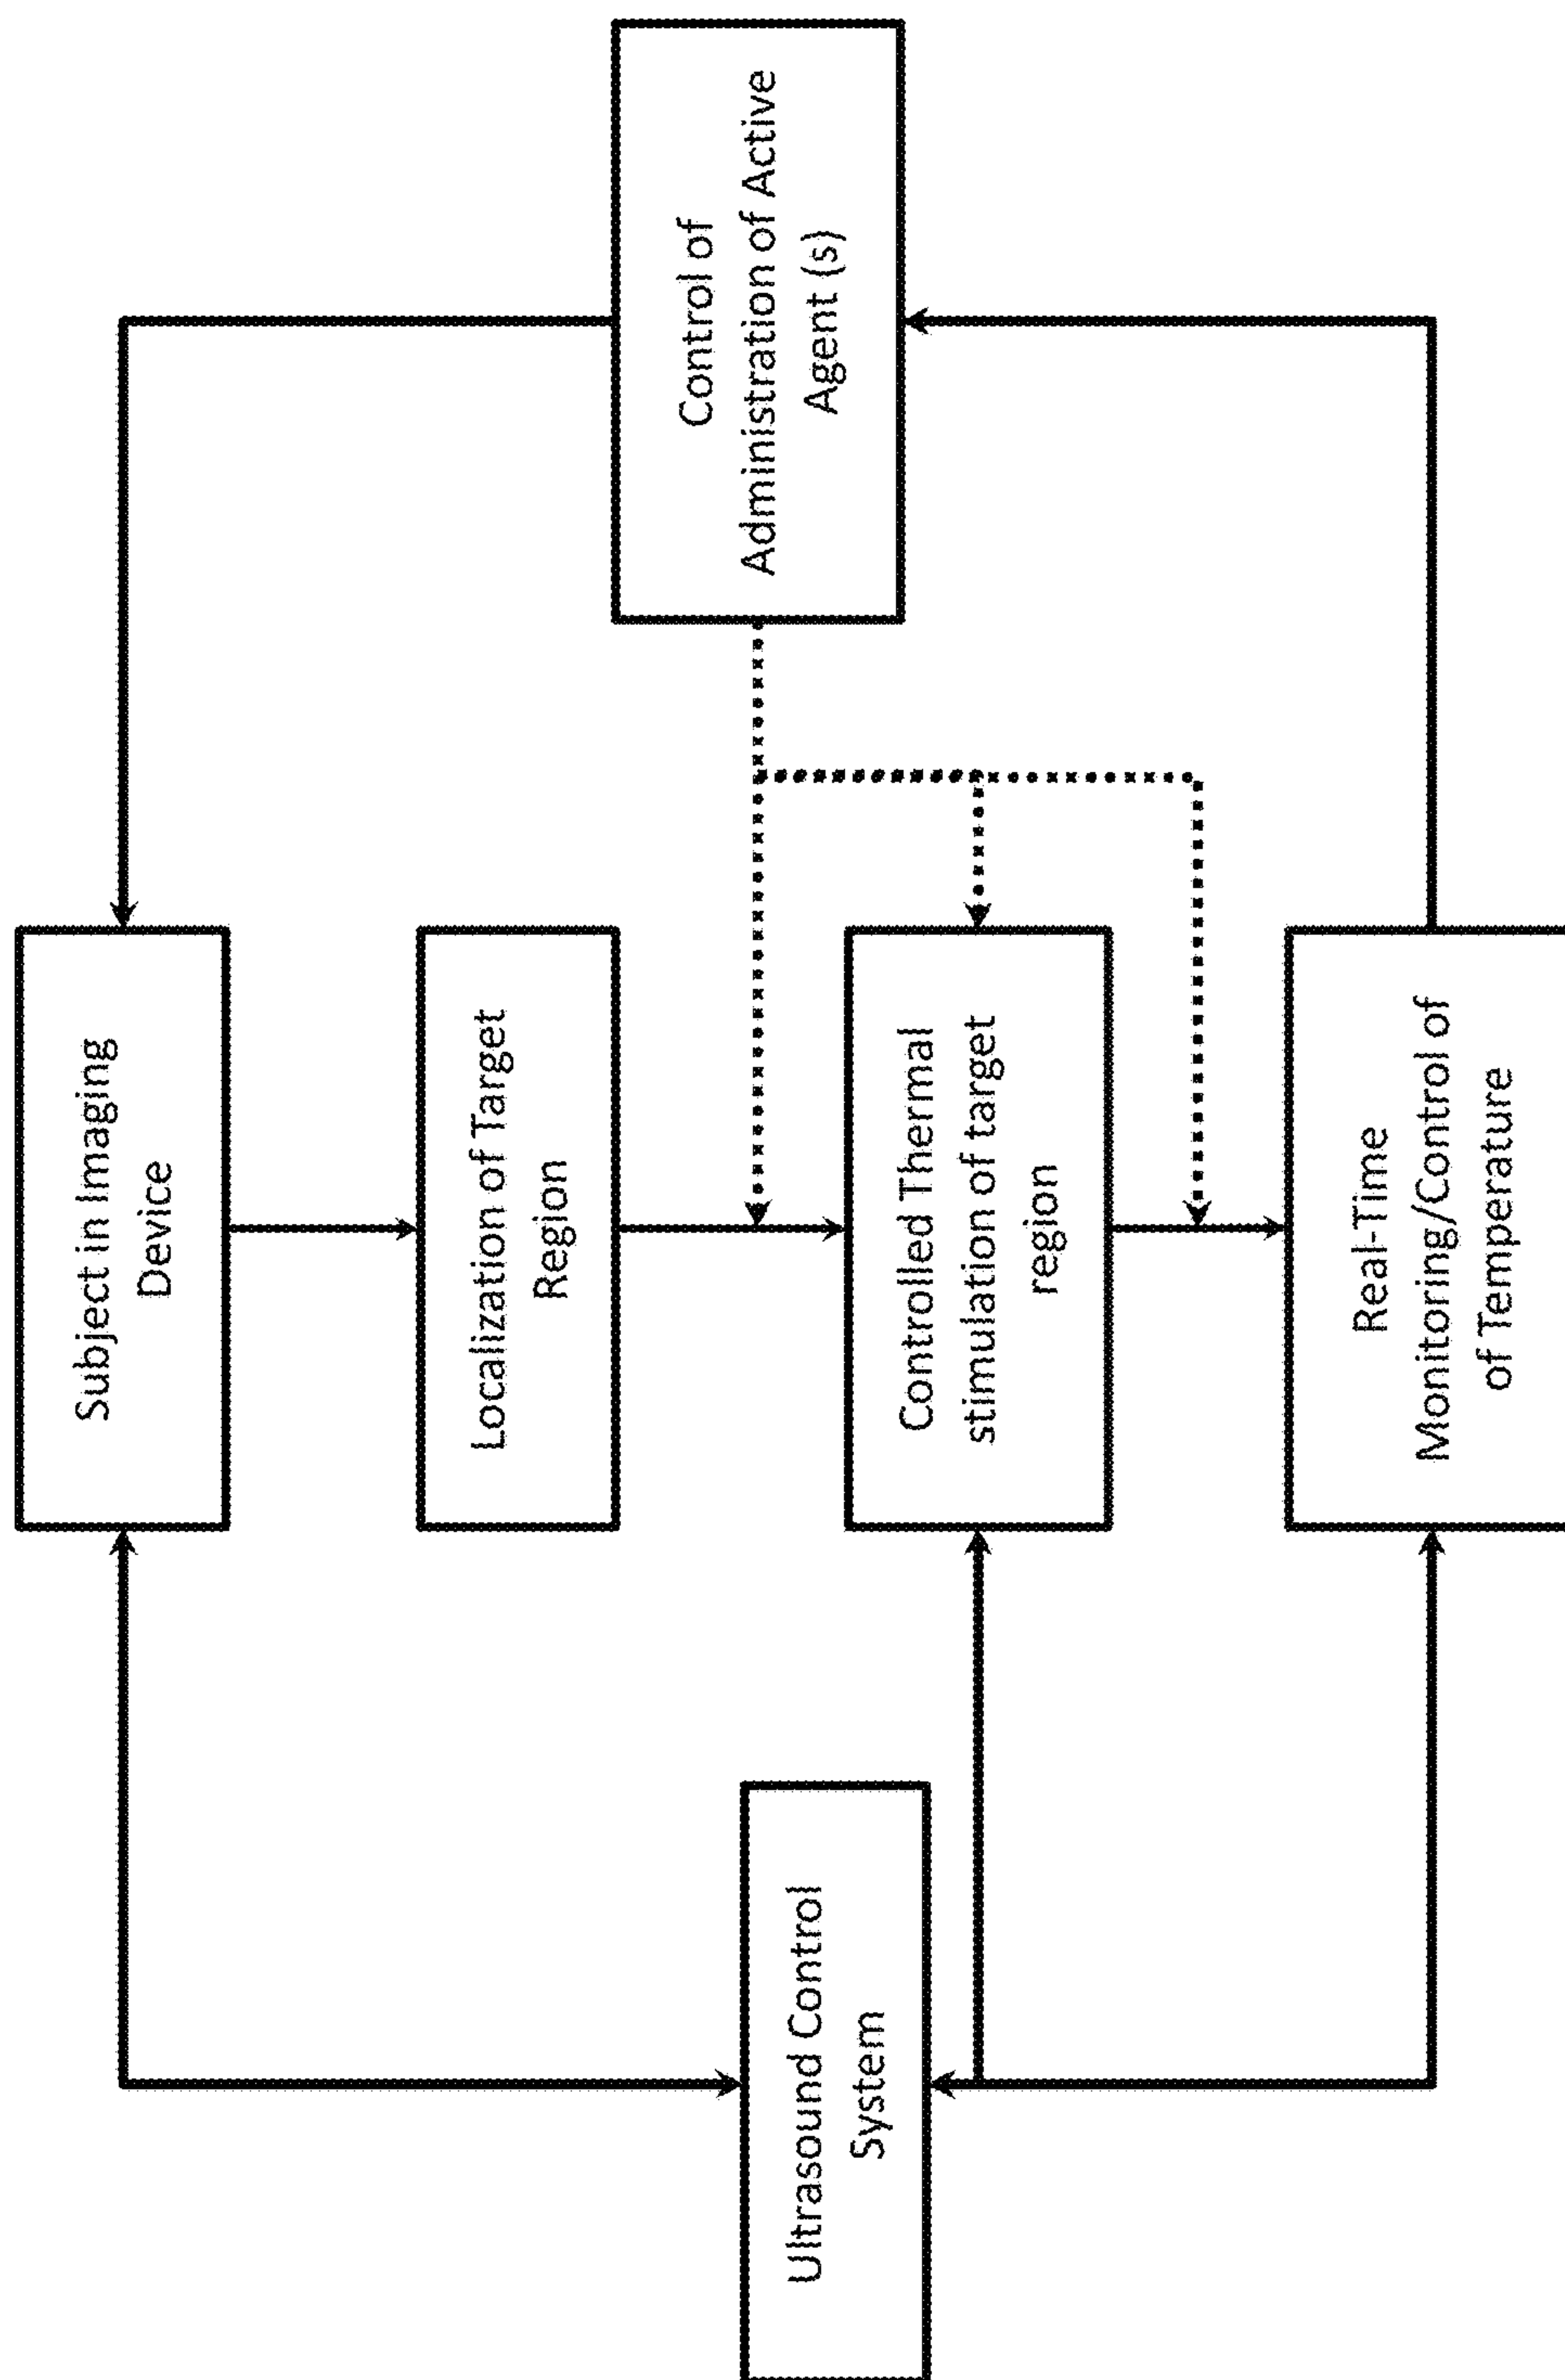 Subject in Imaging
Device
Localization of Target
Region
Controlled Thermal
stimulation of target
region
Real-Time
Monitoring/Control of
of Temperature
Ultrasound Control
System
Control of
Administration of Active
Agent (s)